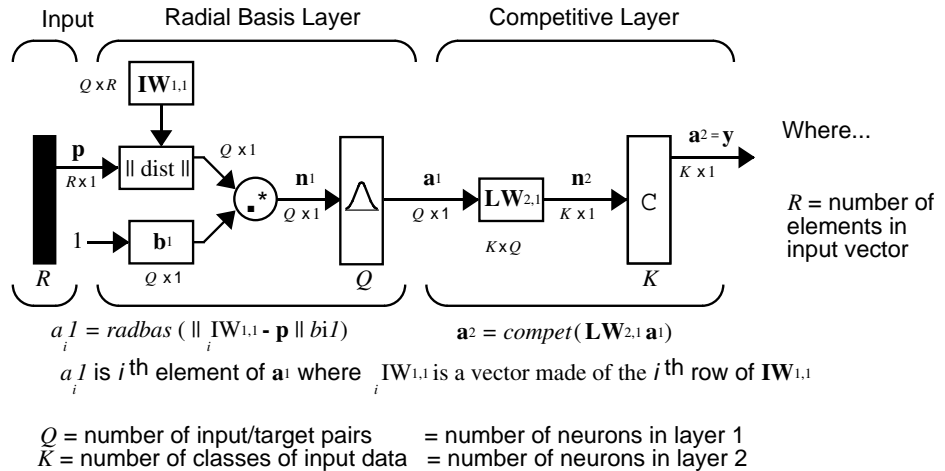 Input Radial Basis Layer Competitive Layer
Q x R IW1,1
p
R x 1
|| dist ||
Q x 1
1
b1
Q x 1
.*
n1
Q x 1
a1
Q x 1
LW2,1
K x Q
n2
K x 1
C
a2 = y
K x 1
R Q K
Where...
R = number of
elements in
input vector
ai1 = radbas ( || iIW1,1 - p || bi1) a2 = compet( LW2,1 a1)
ai1 is i th element of a1 where iIW1,1 is a vector made of the i th row of IW1,1
Q = number of input/target pairs = number of neurons in layer 1
K = number of classes of input data = number of neurons in layer 2